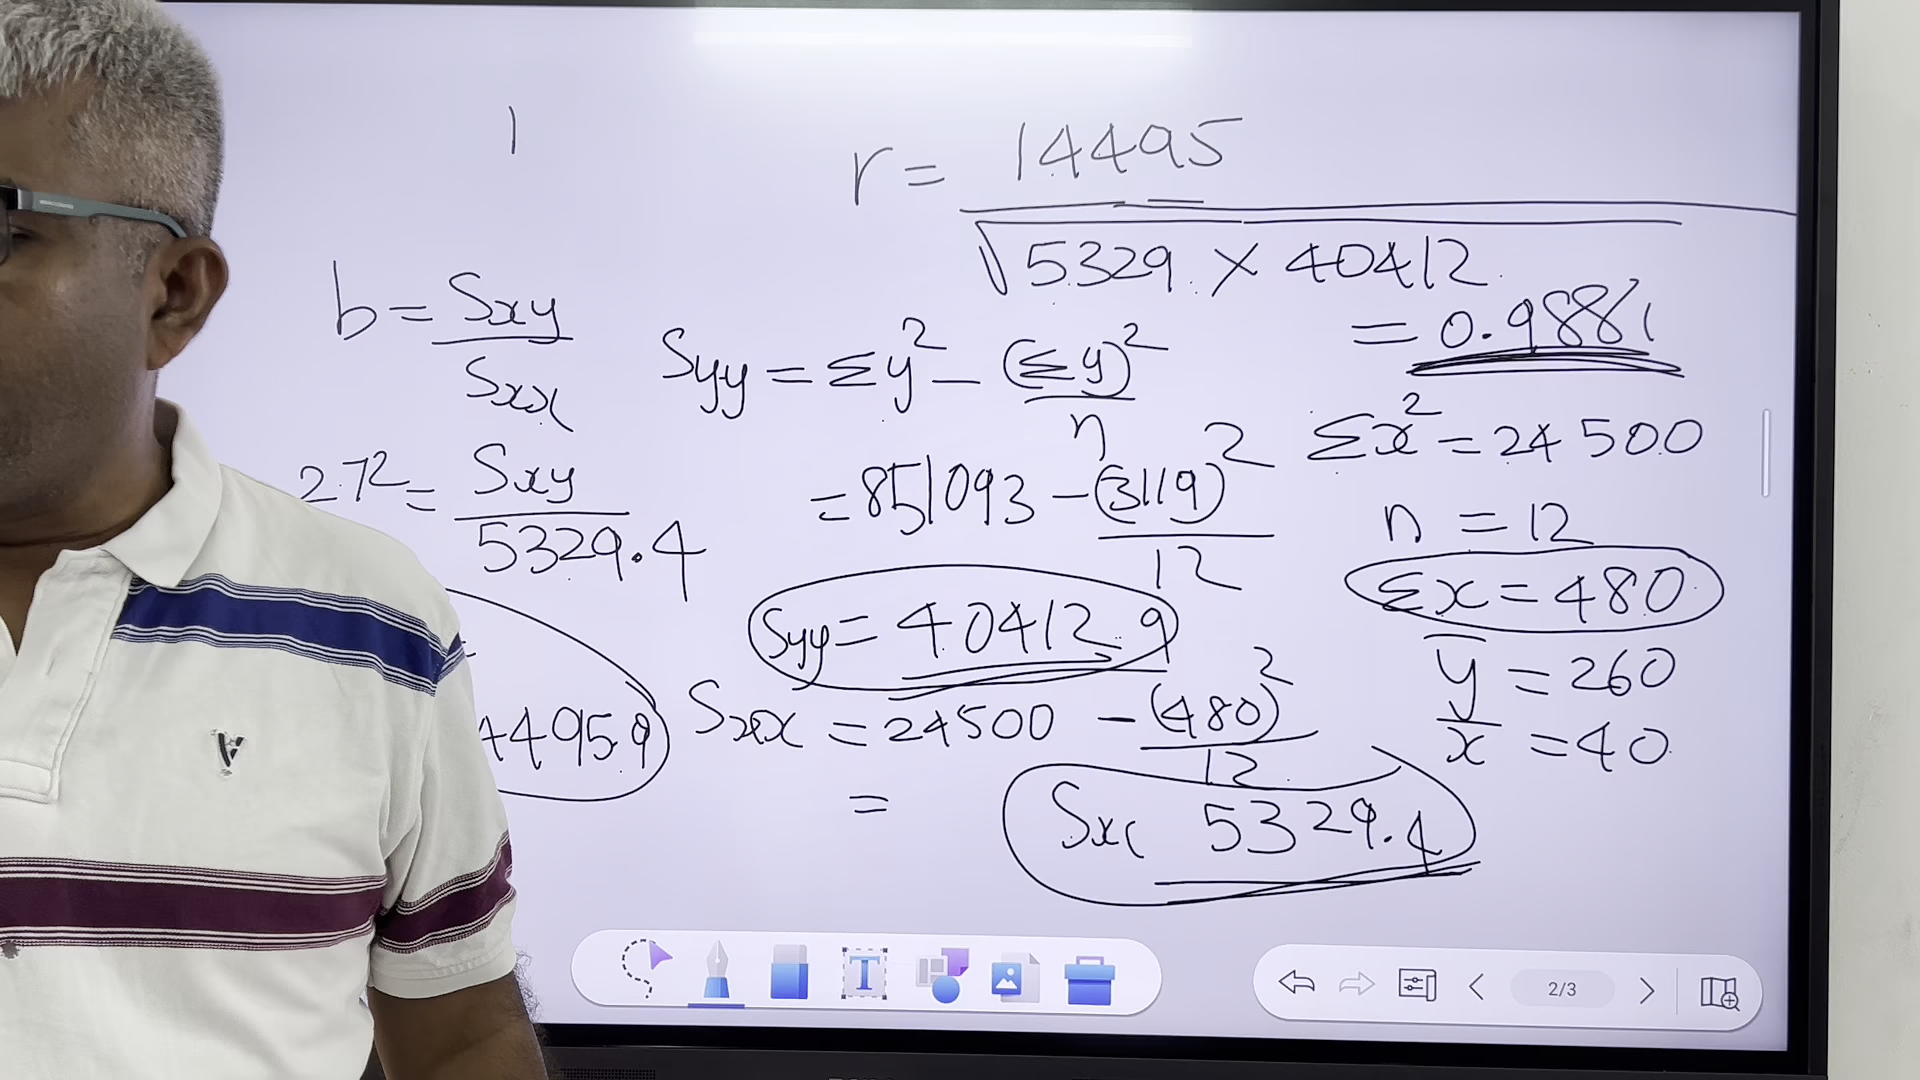 1
r = 14495 / √5329 × 40412
= 0.9881
b = Sxy / Sxx
Syy = Σy² − (Σy)² / n
Σx² = 24500
2.72 = Sxy / 5329.4
= 851093 − (3119)² / 12
n = 12
Σx = 480
Syy = 40412.9
y̅ = 260
4495.9
Sxx = 24500 − (480)² / 12
x̅ = 40
=
Sxx 5329.4
T
2/3